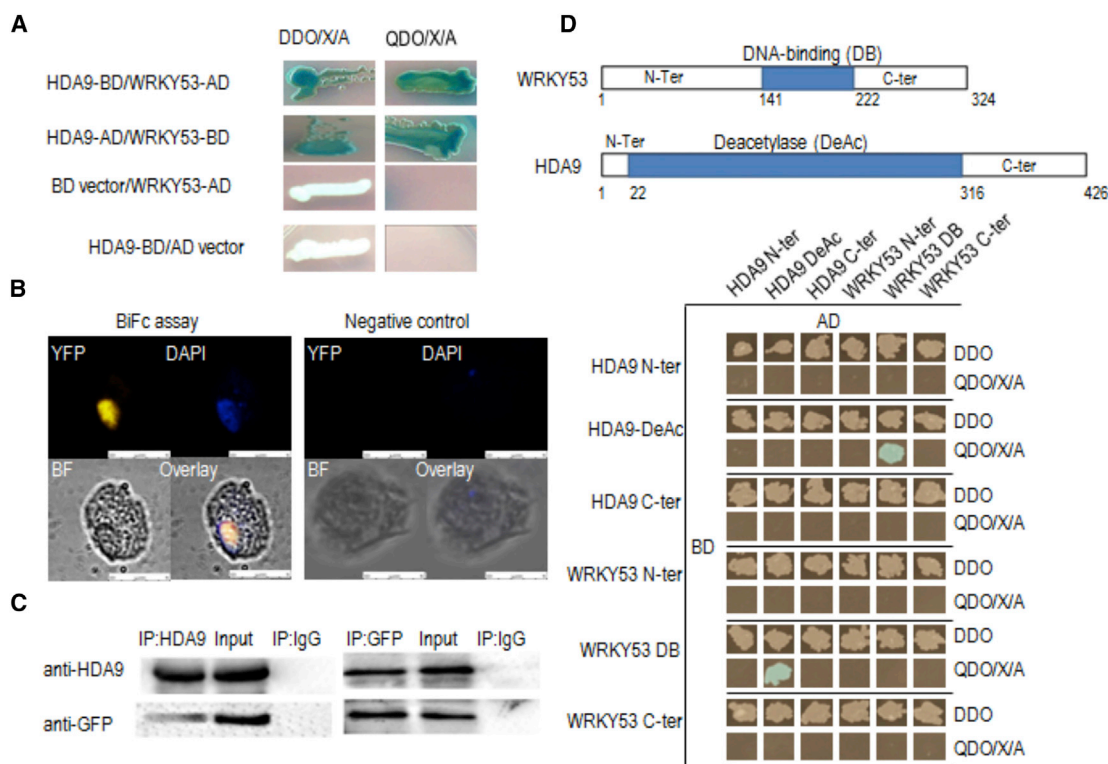 A
DDO/X/A QDO/X/A
HDA9-BD/WRKY53-AD
HDA9-AD/WRKY53-BD
BD vector/WRKY53-AD
HDA9-BD/AD vector
B
BiFc assay Negative control
YFP DAPI YFP DAPI
BF Overlay BF Overlay
C
IP:HDA9 Input IP:IgG IP:GFP Input IP:IgG
anti-HDA9
anti-GFP
D
DNA-binding (DB)
WRKY53 N-Ter C-ter
1 141 222 324
N-Ter Deacetylase (DeAc)
HDA9 C-ter
1 22 316 426
HDA9 N-ter
HDA9 DeAc
HDA9 C-ter
WRKY53 N-ter
WRKY53 DB
WRKY53 C-ter
AD
BD
HDA9 N-ter DDO
QDO/X/A
HDA9-DeAc DDO
QDO/X/A
HDA9 C-ter DDO
QDO/X/A
WRKY53 N-ter DDO
QDO/X/A
WRKY53 DB DDO
QDO/X/A
WRKY53 C-ter DDO
QDO/X/A